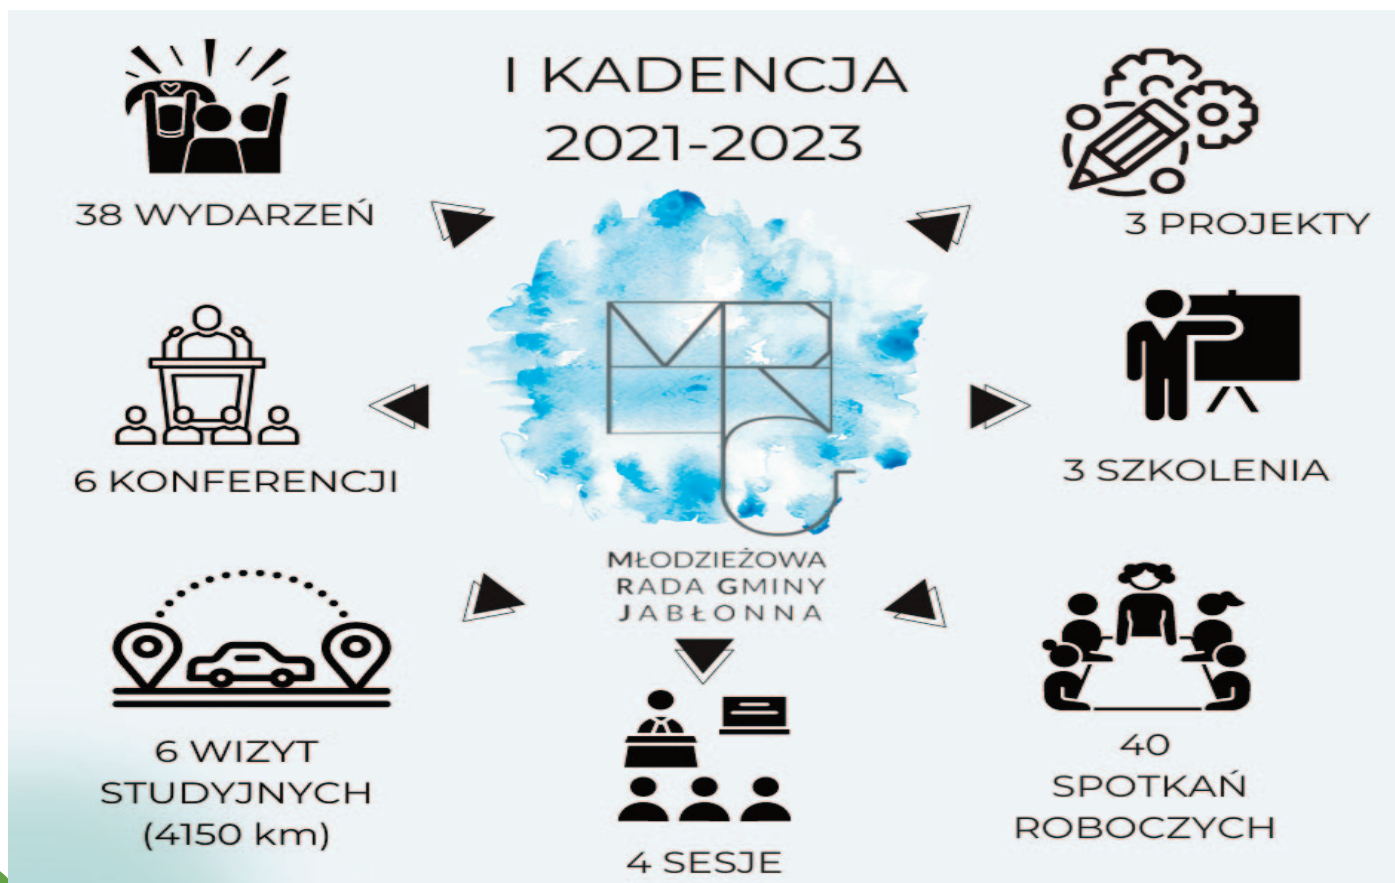 I KADENCJA
2021-2023
38 WYDARZEŃ
3 PROJEKTY
6 KONFERENCJI
3 SZKOLENIA
MRGJ
MŁODZIEŻOWA
RADA GMINY
JABŁONNA
6 WIZYT
STUDYJNYCH
(4150 km)
4 SESJE
40
SPOTKAŃ
ROBOCZYCH